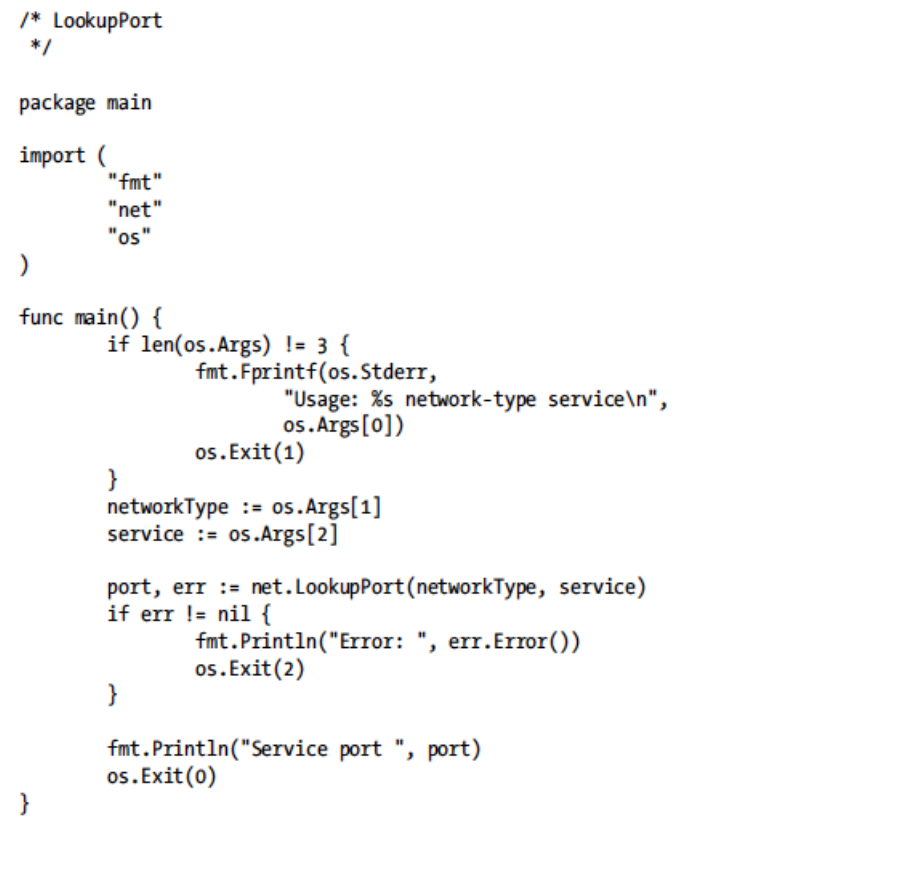 /* LookupPort
 */

package main

import (
        "fmt"
        "net"
        "os"
)

func main() {
        if len(os.Args) != 3 {
                fmt.Fprintf(os.Stderr,
                        "Usage: %s network-type service\n",
                        os.Args[0])
                os.Exit(1)
        }
        networkType := os.Args[1]
        service := os.Args[2]

        port, err := net.LookupPort(networkType, service)
        if err != nil {
                fmt.Println("Error: ", err.Error())
                os.Exit(2)
        }

        fmt.Println("Service port ", port)
        os.Exit(0)
}